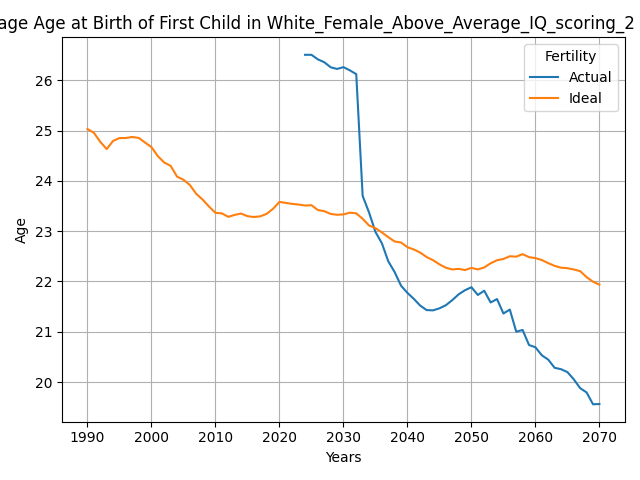 age Age at Birth of First Child in White_Female_Above_Average_IQ_scoring_2
Fertility
Actual
Ideal
Age
26
25
24
23
22
21
20
1990 2000 2010 2020 2030 2040 2050 2060 2070
Years